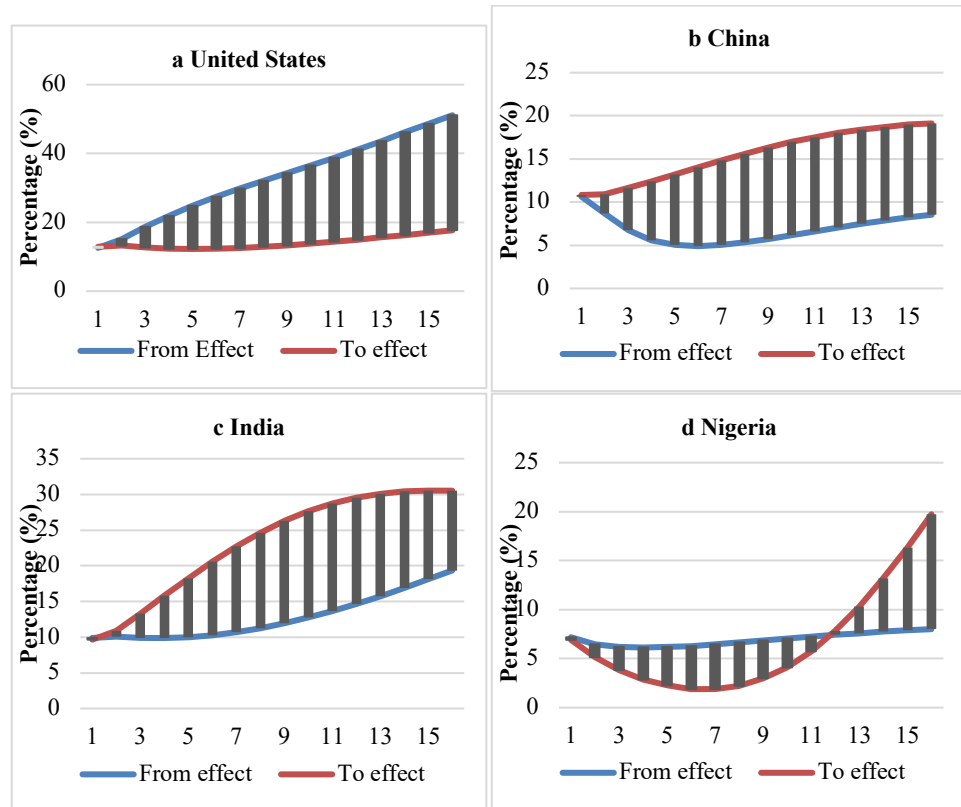 a United States
Percentage (%)
60
40
20
0
1 3 5 7 9 11 13 15
From Effect To effect
b China
Percentage (%)
25
20
15
10
5
0
1 3 5 7 9 11 13 15
From effect To effect
c India
Percentage (%)
35
30
25
20
15
10
5
0
1 3 5 7 9 11 13 15
From effect To effect
d Nigeria
Percentage (%)
25
20
15
10
5
0
1 3 5 7 9 11 13 15
From effect To effect